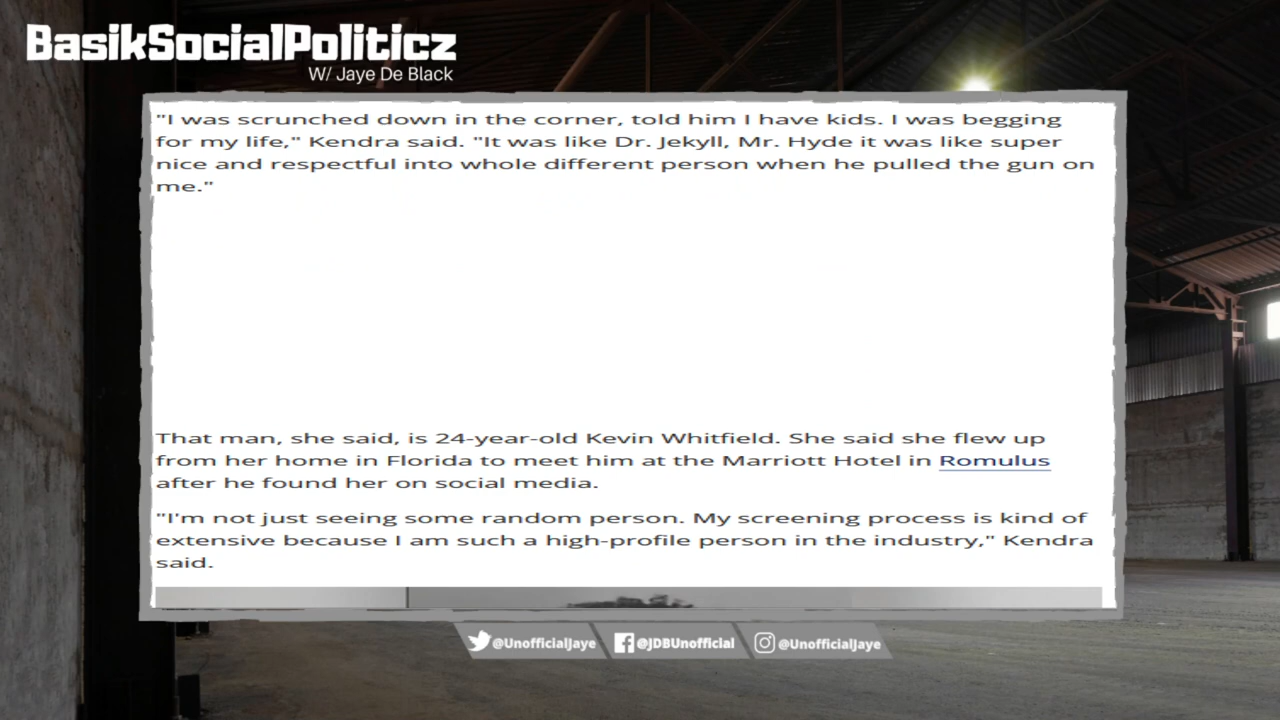 BasikSocialPoliticz
W/ Jaye De Black
"I was scrunched down in the corner, told him I have kids. I was begging
for my life," Kendra said. "It was like Dr. Jekyll, Mr. Hyde it was like super
nice and respectful into whole different person when he pulled the gun on
me."
That man, she said, is 24-year-old Kevin Whitfield. She said she flew up
from her home in Florida to meet him at the Marriott Hotel in Romulus
after he found her on social media.
"I'm not just seeing some random person. My screening process is kind of
extensive because I am such a high-profile person in the industry," Kendra
said.
@UnofficialJaye @JDBUnofficial @UnofficialJaye